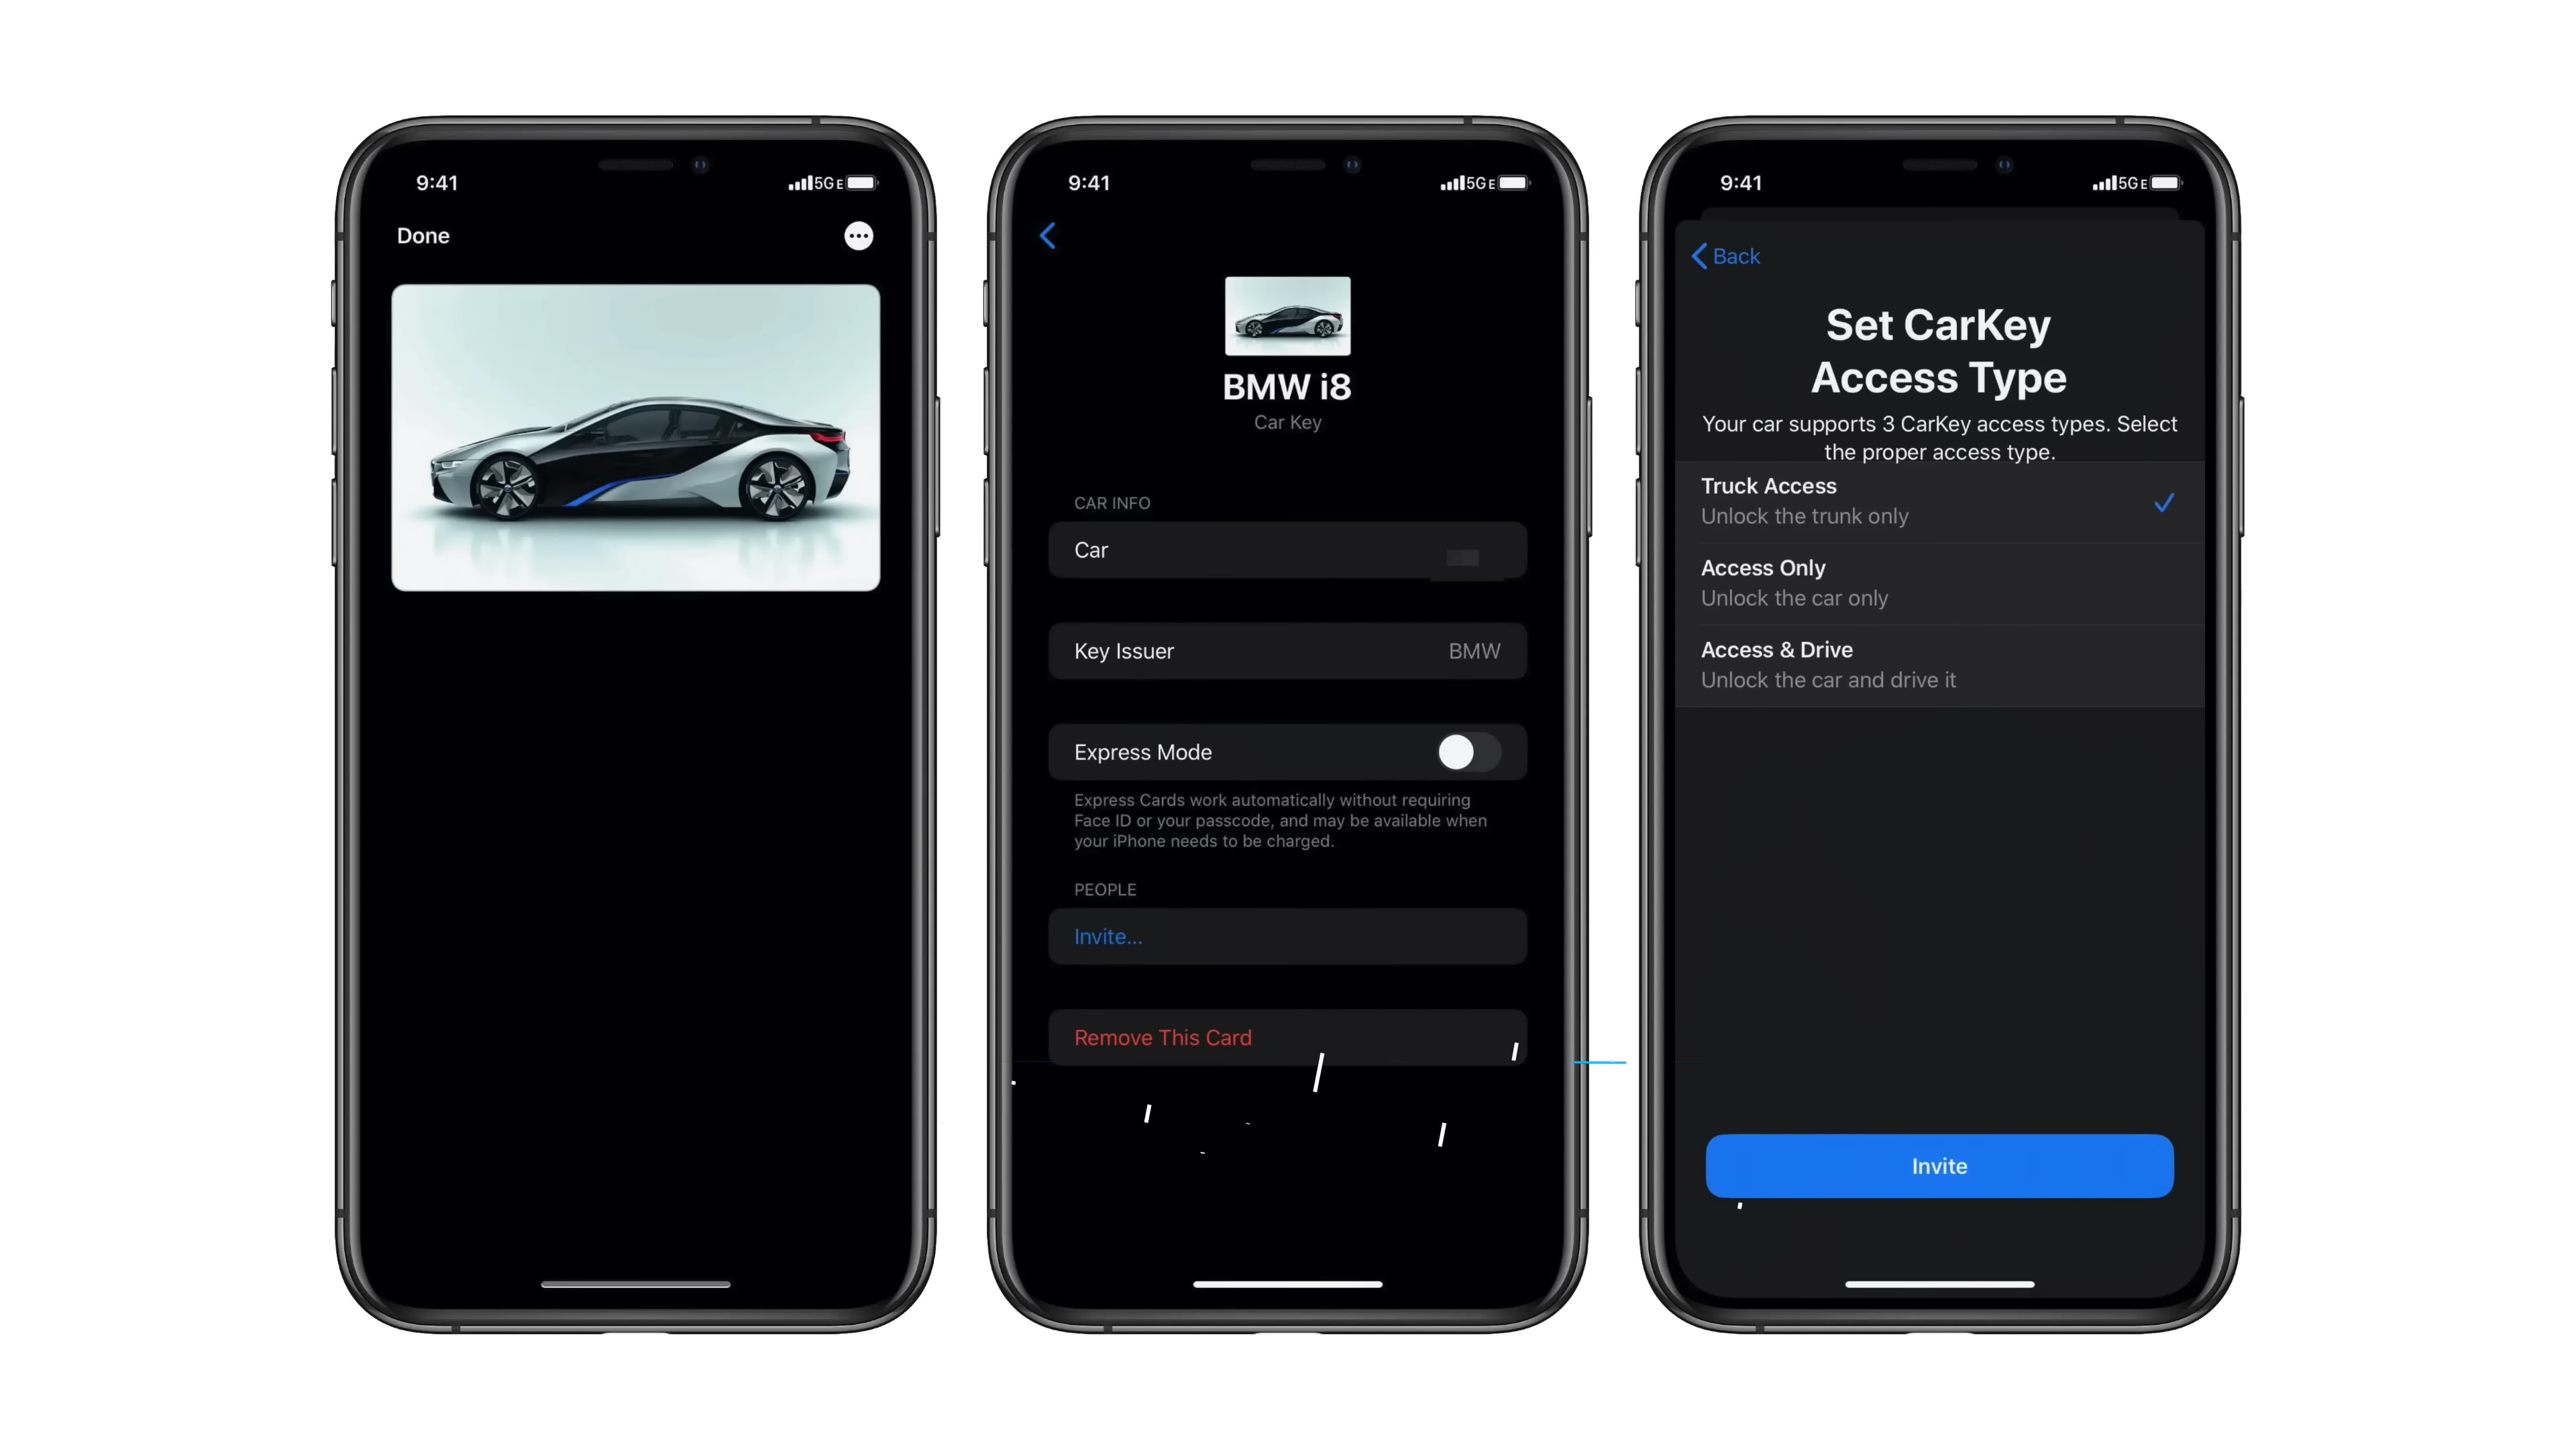 9:41
5G E
Done
9:41
5G E
BMW i8
Car Key
CAR INFO
Car
Key Issuer
BMW
Express Mode
Express Cards work automatically without requiring
Face ID or your passcode, and may be available when
your iPhone needs to be charged.
PEOPLE
Invite...
Remove This Card
9:41
5G E
Back
Set CarKey
Access Type
Your car supports 3 CarKey access types. Select
the proper access type.
Truck Access
Unlock the trunk only
Access Only
Unlock the car only
Access & Drive
Unlock the car and drive it
Invite